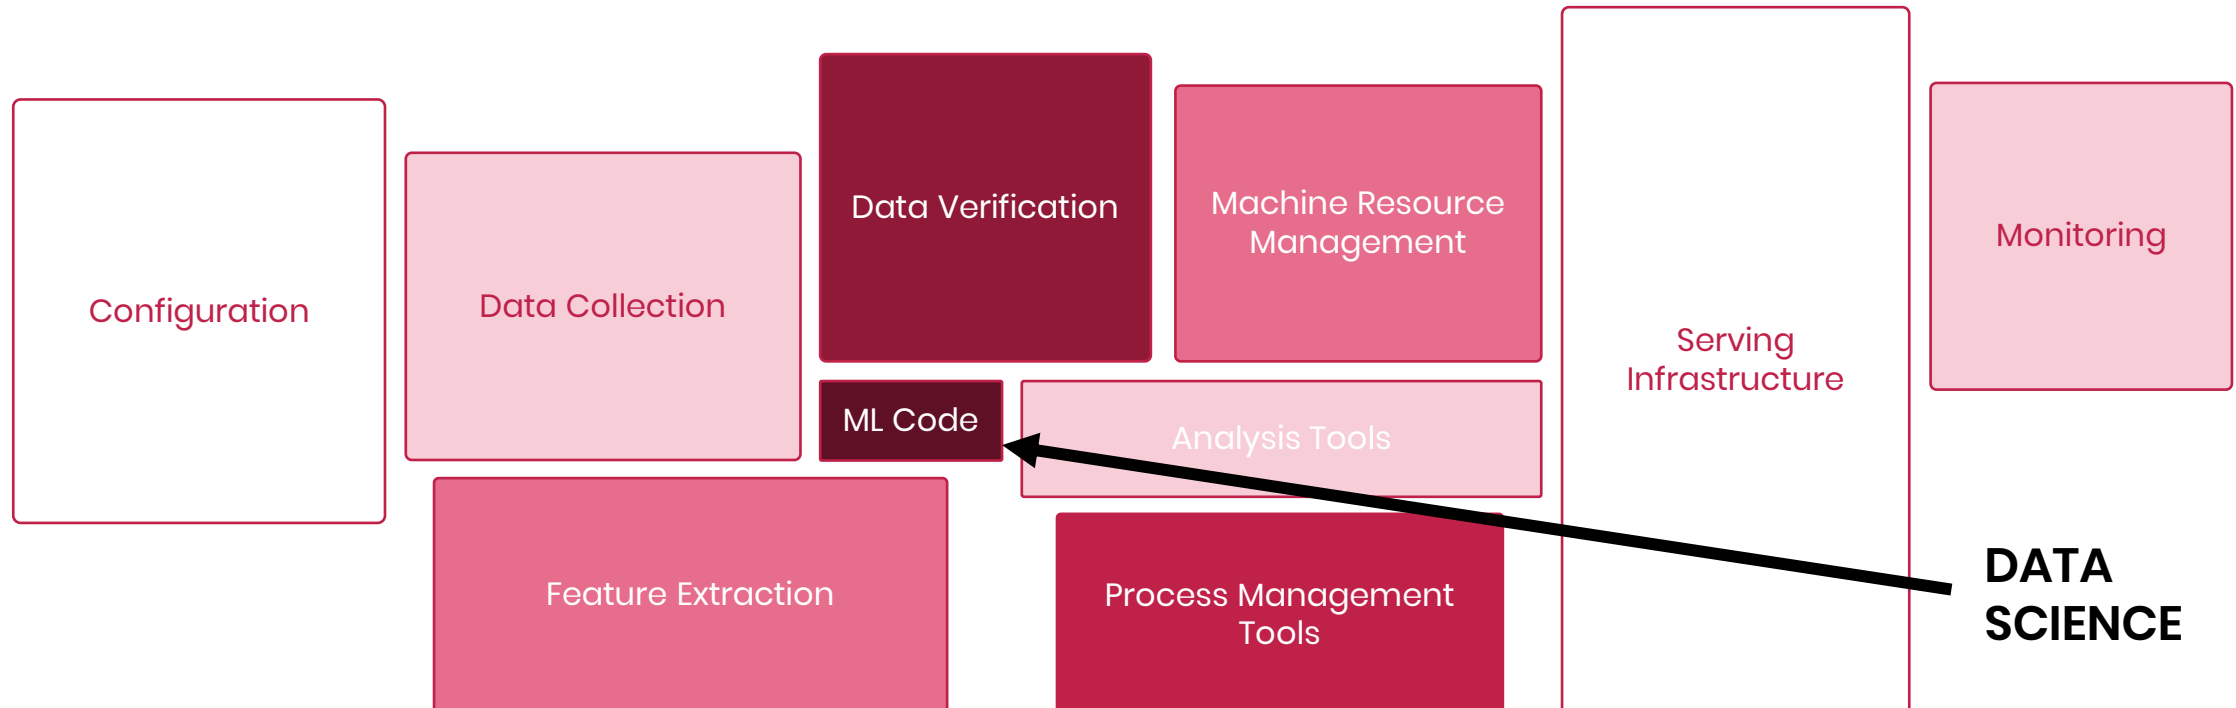 Configuration
Data Collection
Data Verification
Machine Resource
Management
Serving
Infrastructure
Monitoring
ML Code
Analysis Tools
Feature Extraction
Process Management
Tools
DATA
SCIENCE